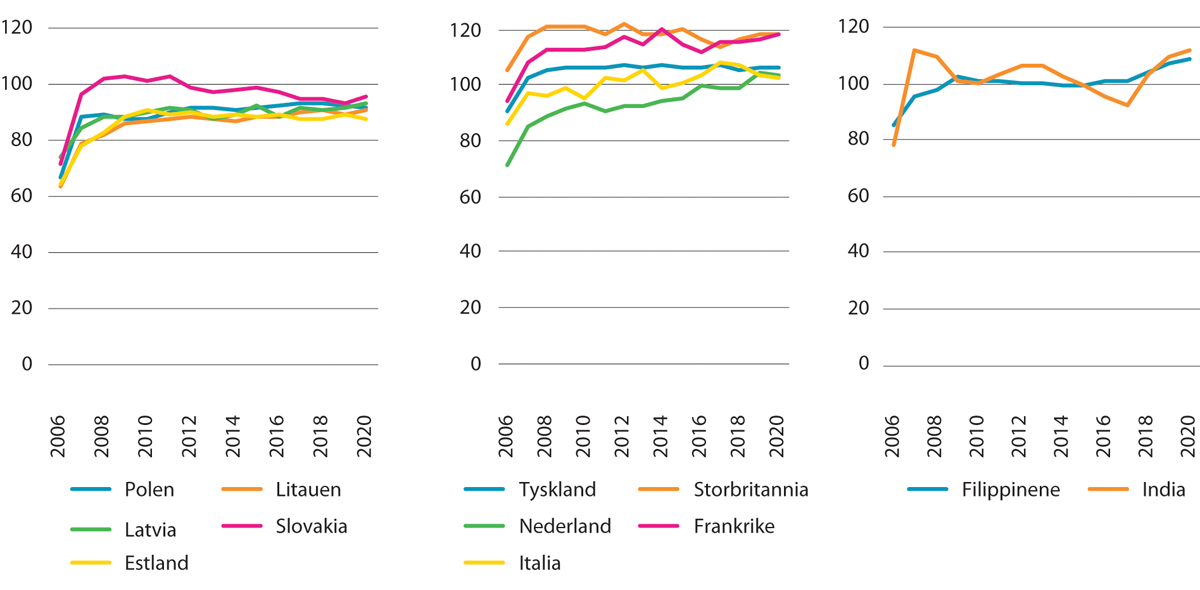 120
100
80
60
40
20
0
2006 2008 2010 2012 2014 2016 2018 2020
Polen Litauen
Latvia Slovakia
Estland
120
100
80
60
40
20
0
2006 2008 2010 2012 2014 2016 2018 2020
Tyskland Storbritannia
Nederland Frankrike
Italia
120
100
80
60
40
20
0
2006 2008 2010 2012 2014 2016 2018 2020
Filippinene India